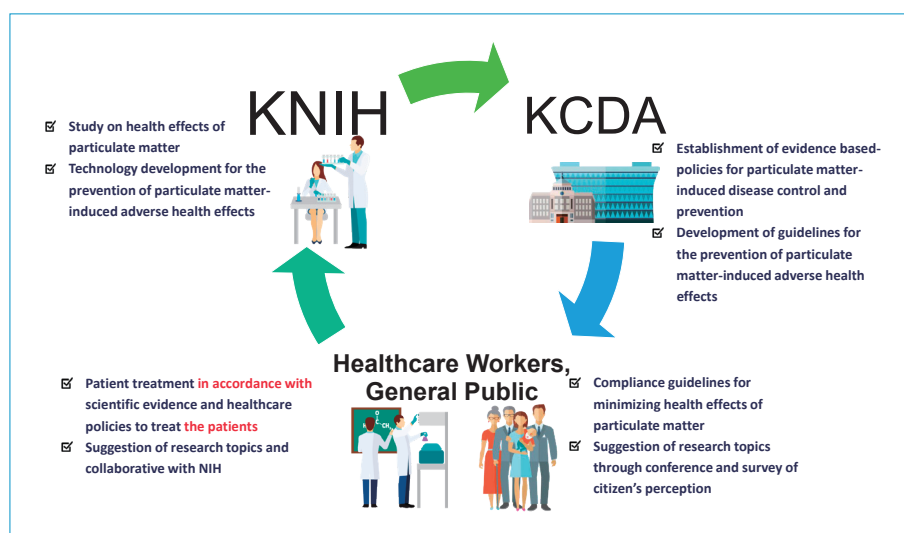 KNIH
Study on health effects of
particulate matter
Technology development for the
prevention of particulate matter-
induced adverse health effects
KCDA
Establishment of evidence based-
policies for particulate matter-
induced disease control and
prevention
Development of guidelines for
the prevention of particulate
matter-induced adverse health
effects
Healthcare Workers,
General Public
Patient treatment in accordance with
scientific evidence and healthcare
policies to treat the patients
Suggestion of research topics and
collaborative with NIH
Compliance guidelines for
minimizing health effects of
particulate matter
Suggestion of research topics
through conference and survey of
citizen's perception